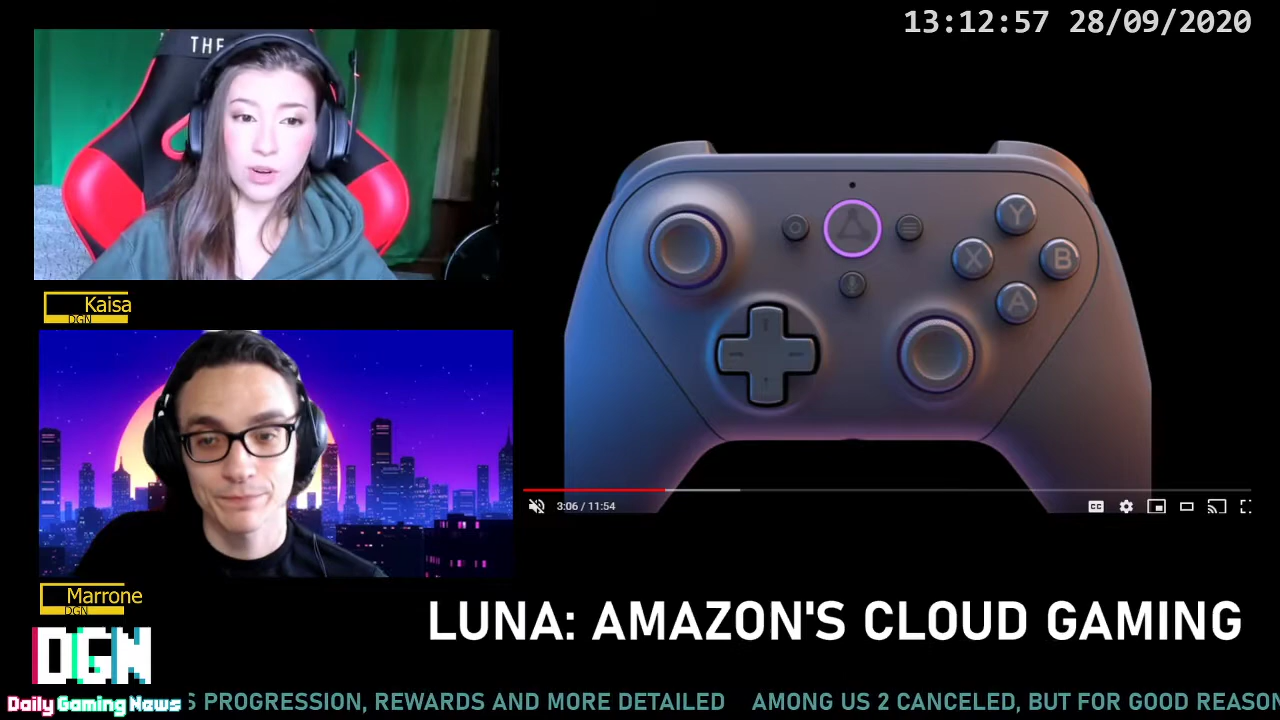 13:12:57 28/09/2020
THE
Kaisa
DGN
Y
X
B
A
3:06 / 11:54
CC
Marrone
DGN
LUNA: AMAZON'S CLOUD GAMING
DGN
Daily Gaming News
S PROGRESSION, REWARDS AND MORE DETAILED AMONG US 2 CANCELED, BUT FOR GOOD REASON